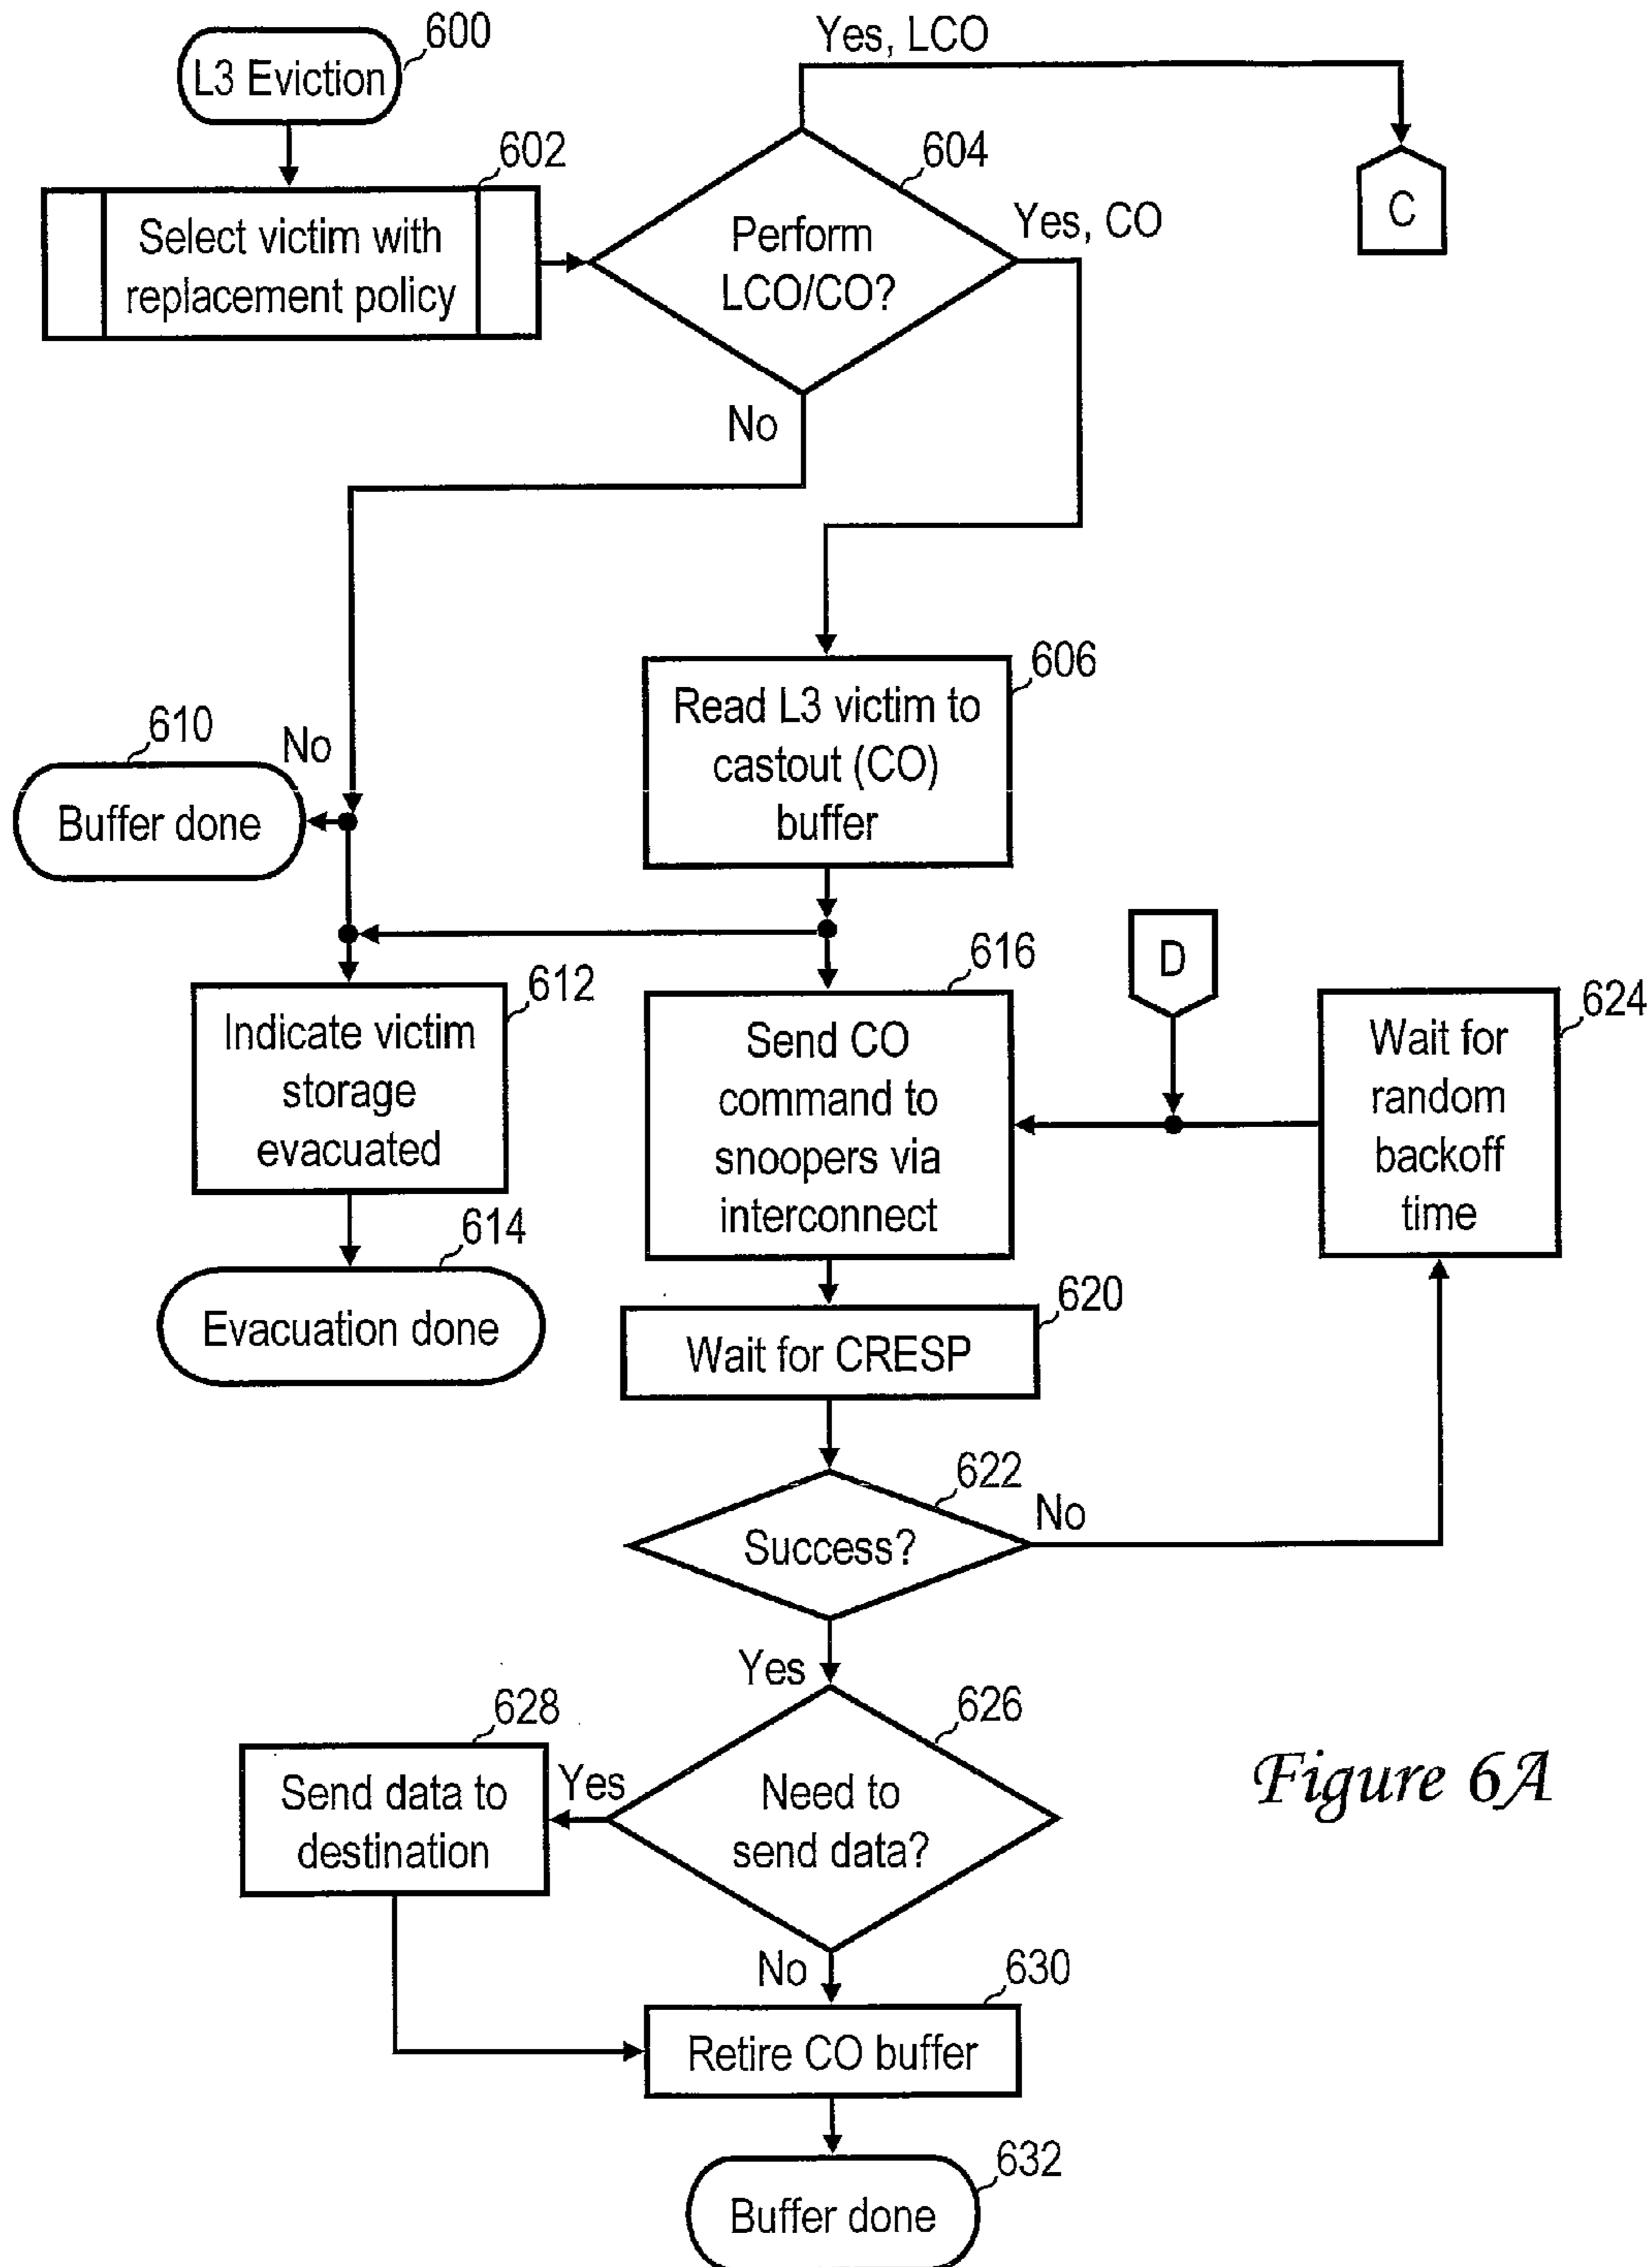 600
L3 Eviction
Yes, LCO
602
Select victim with
replacement policy
604
Perform
LCO/CO?
Yes, CO
C
No
606
Read L3 victim to
castout (CO)
buffer
610
No
Buffer done
D
612
Indicate victim
storage
evacuated
616
Send CO
command to
snoopers via
interconnect
624
Wait for
random
backoff
time
614
Evacuation done
620
Wait for CRESP
622
Success?
No
Yes
628
Send data to
destination
Yes
626
Need to
send data?
Figure 6A
No
630
Retire CO buffer
632
Buffer done